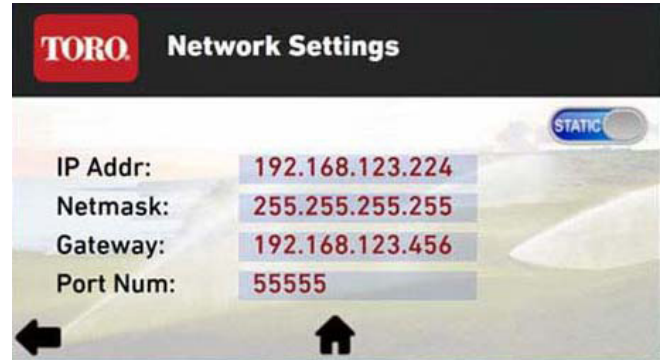 TORO. Network Settings
STATIC
IP Addr: 192.168.123.224
Netmask: 255.255.255.255
Gateway: 192.168.123.456
Port Num: 55555